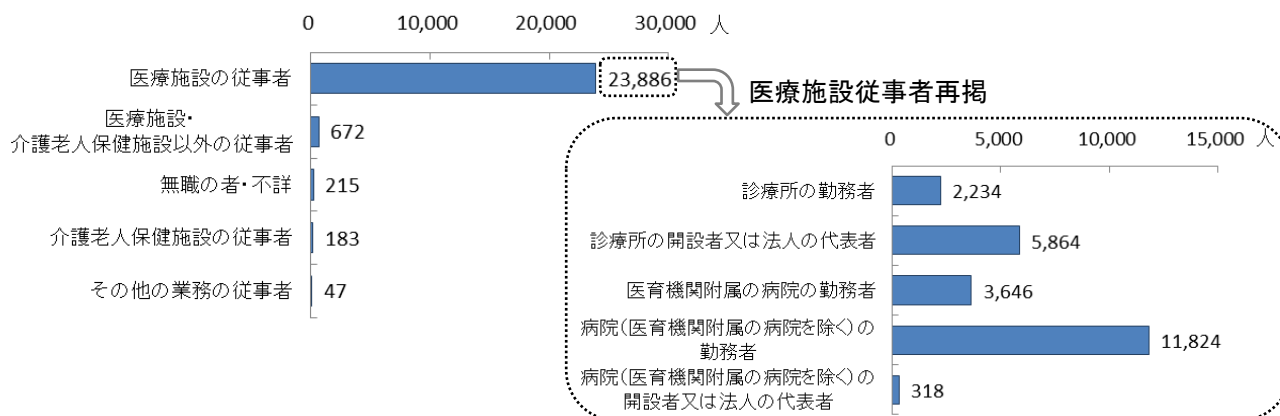 0 10,000 20,000 30,000 人
医療施設の従事者 23,886
医療施設・
介護老人保健施設以外の従事者 672
無職の者・不詳 215
介護老人保健施設の従事者 183
その他の業務の従事者 47
医療施設従事者再掲
0 5,000 10,000 15,000 人
診療所の勤務者 2,234
診療所の開設者又は法人の代表者 5,864
医育機関附属の病院の勤務者 3,646
病院(医育機関附属の病院を除く)の
勤務者 11,824
病院(医育機関附属の病院を除く)の
開設者又は法人の代表者 318